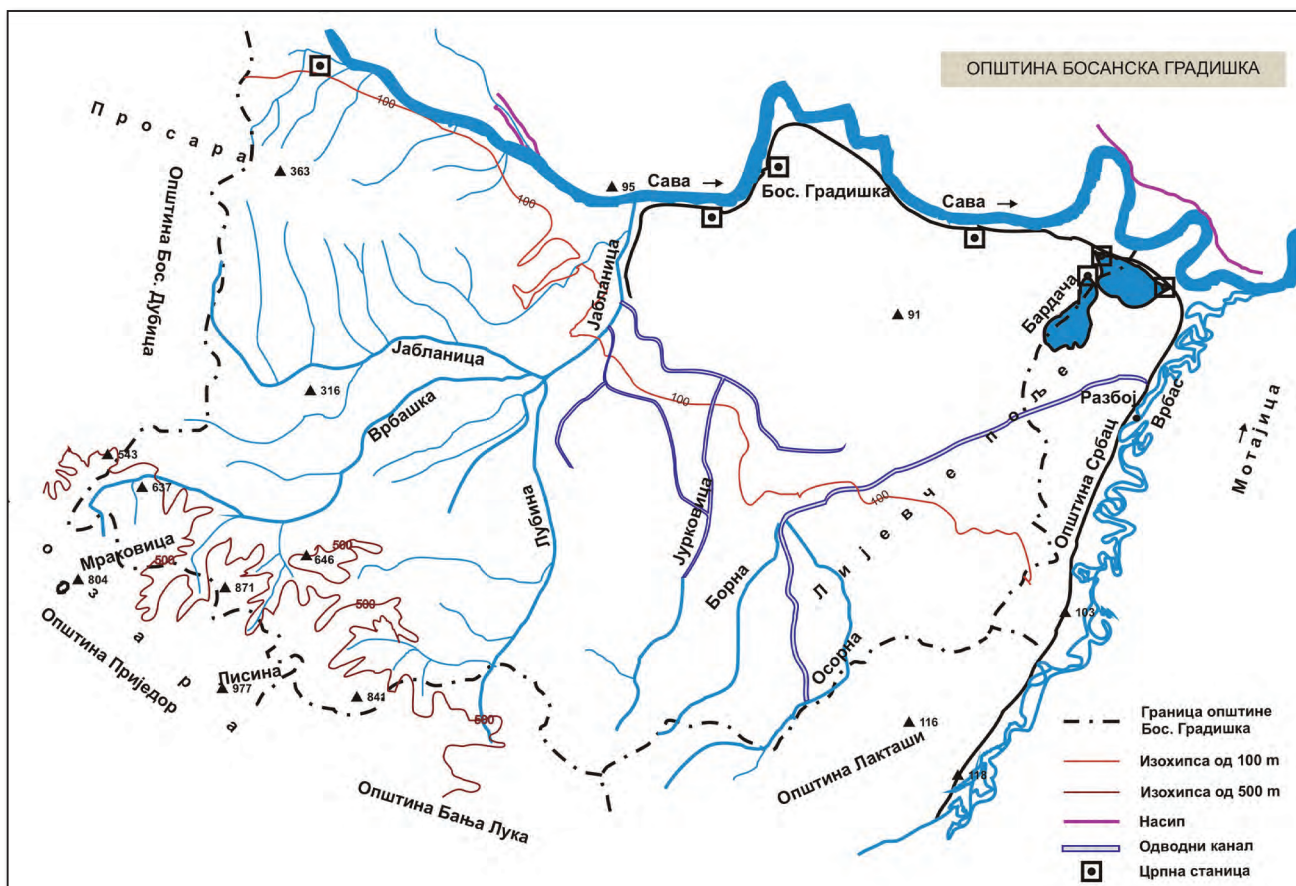 ОПШТИНА БОСАНСКА ГРАДИШКА
100
Просара
363
Општина Бос. Дубица
100
95
Сава
Бос. Градишка
Сава
Јабланица
Бардача
91
Јабланица
316
Врбашка
100
Разбој
Врбас
Мотајица
543
637
Лубина
Јурковица
100
Лијевче поље
Општина Србац
Мраковица
500
500
646
804
871
Козара
Борна
500
103
Општина Приједор
Писина
977
841
Осорна
500
116
Општина Лакташи
118
Општина Бања Лука
Граница општине
Бос. Градишка
Изохипса од 100 m
Изохипса од 500 m
Насип
Одводни канал
Црпна станица